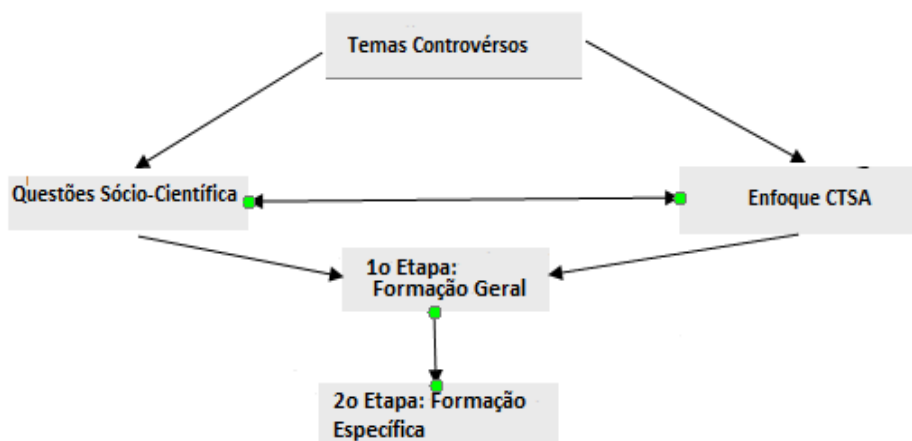 Temas Controvérsos
Questões Sócio-Científica
Enfoque CTSA
1o Etapa:
Formação Geral
2o Etapa: Formação
Específica